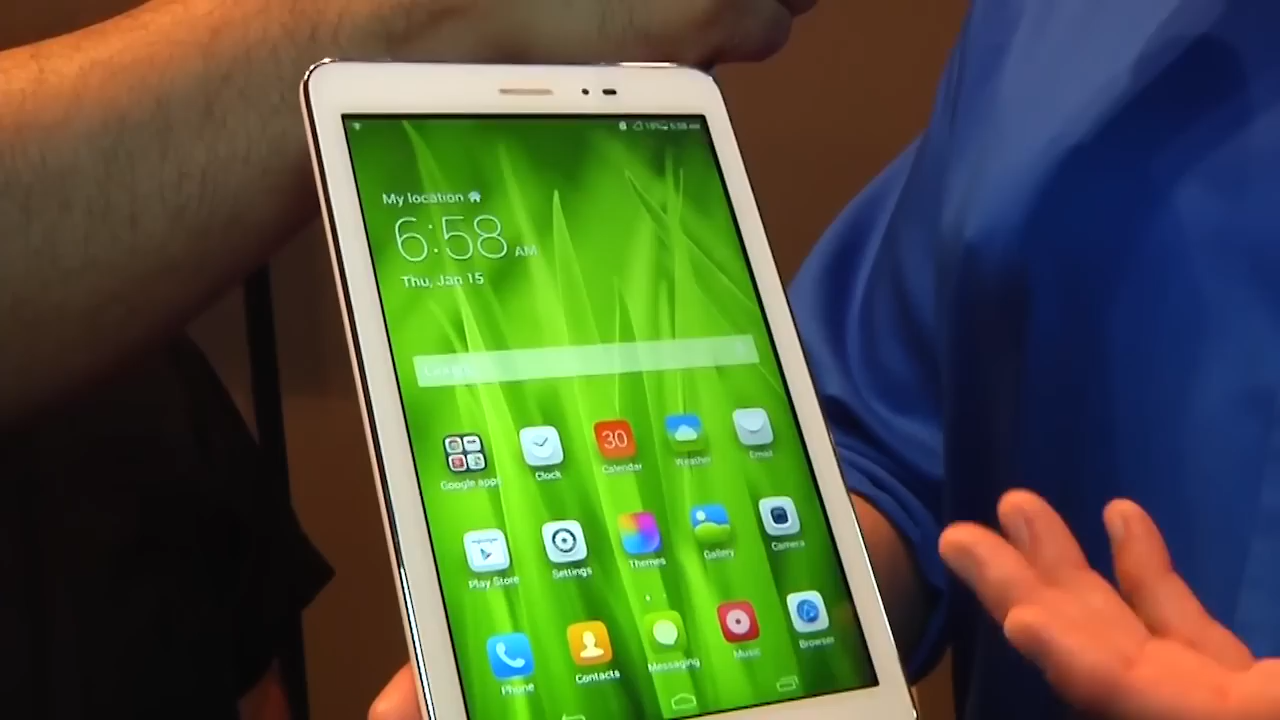 My location
6:58 AM
Thu, Jan 15
Google apps
Clock
30
Calendar
Weather
Email
Play Store
Settings
Themes
Gallery
Camera
Phone
Contacts
Messaging
Music
Browser